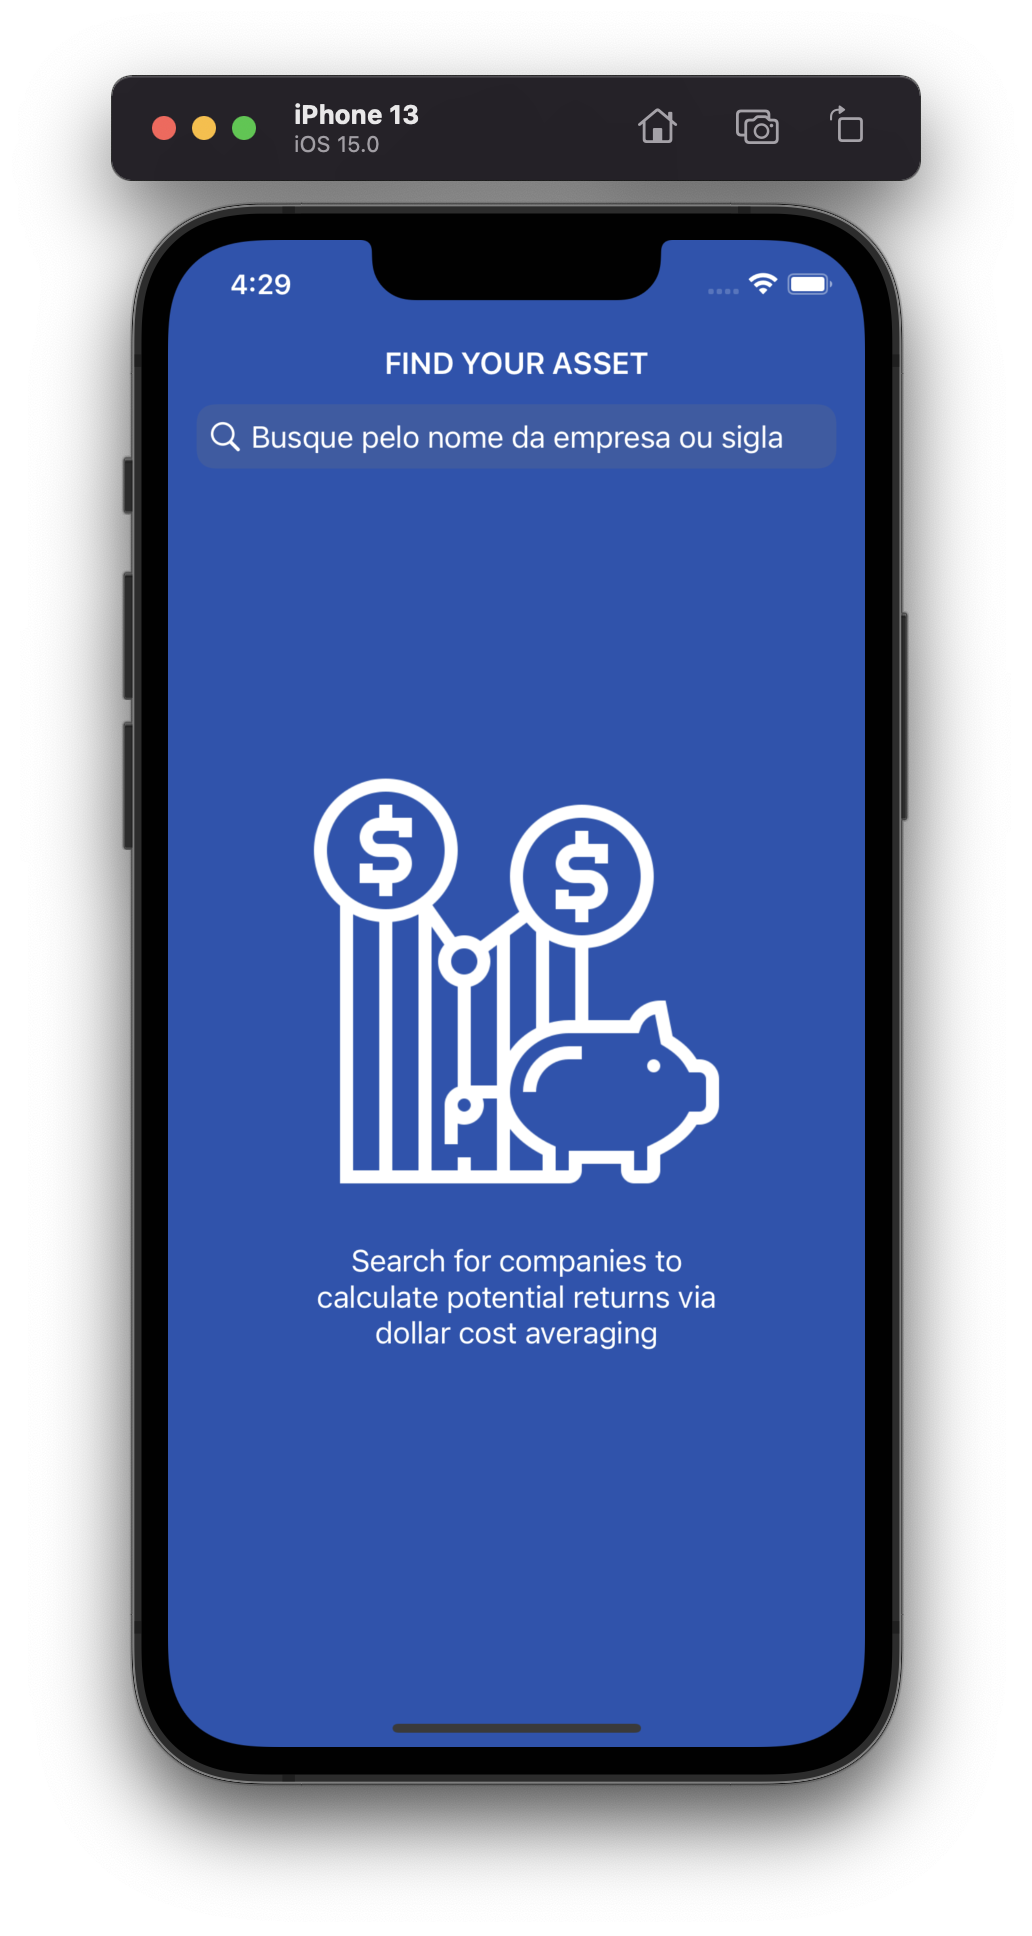 iPhone 13
iOS 15.0
4:29
FIND YOUR ASSET
Busque pelo nome da empresa ou sigla
$ $
Search for companies to
calculate potential returns via
dollar cost averaging